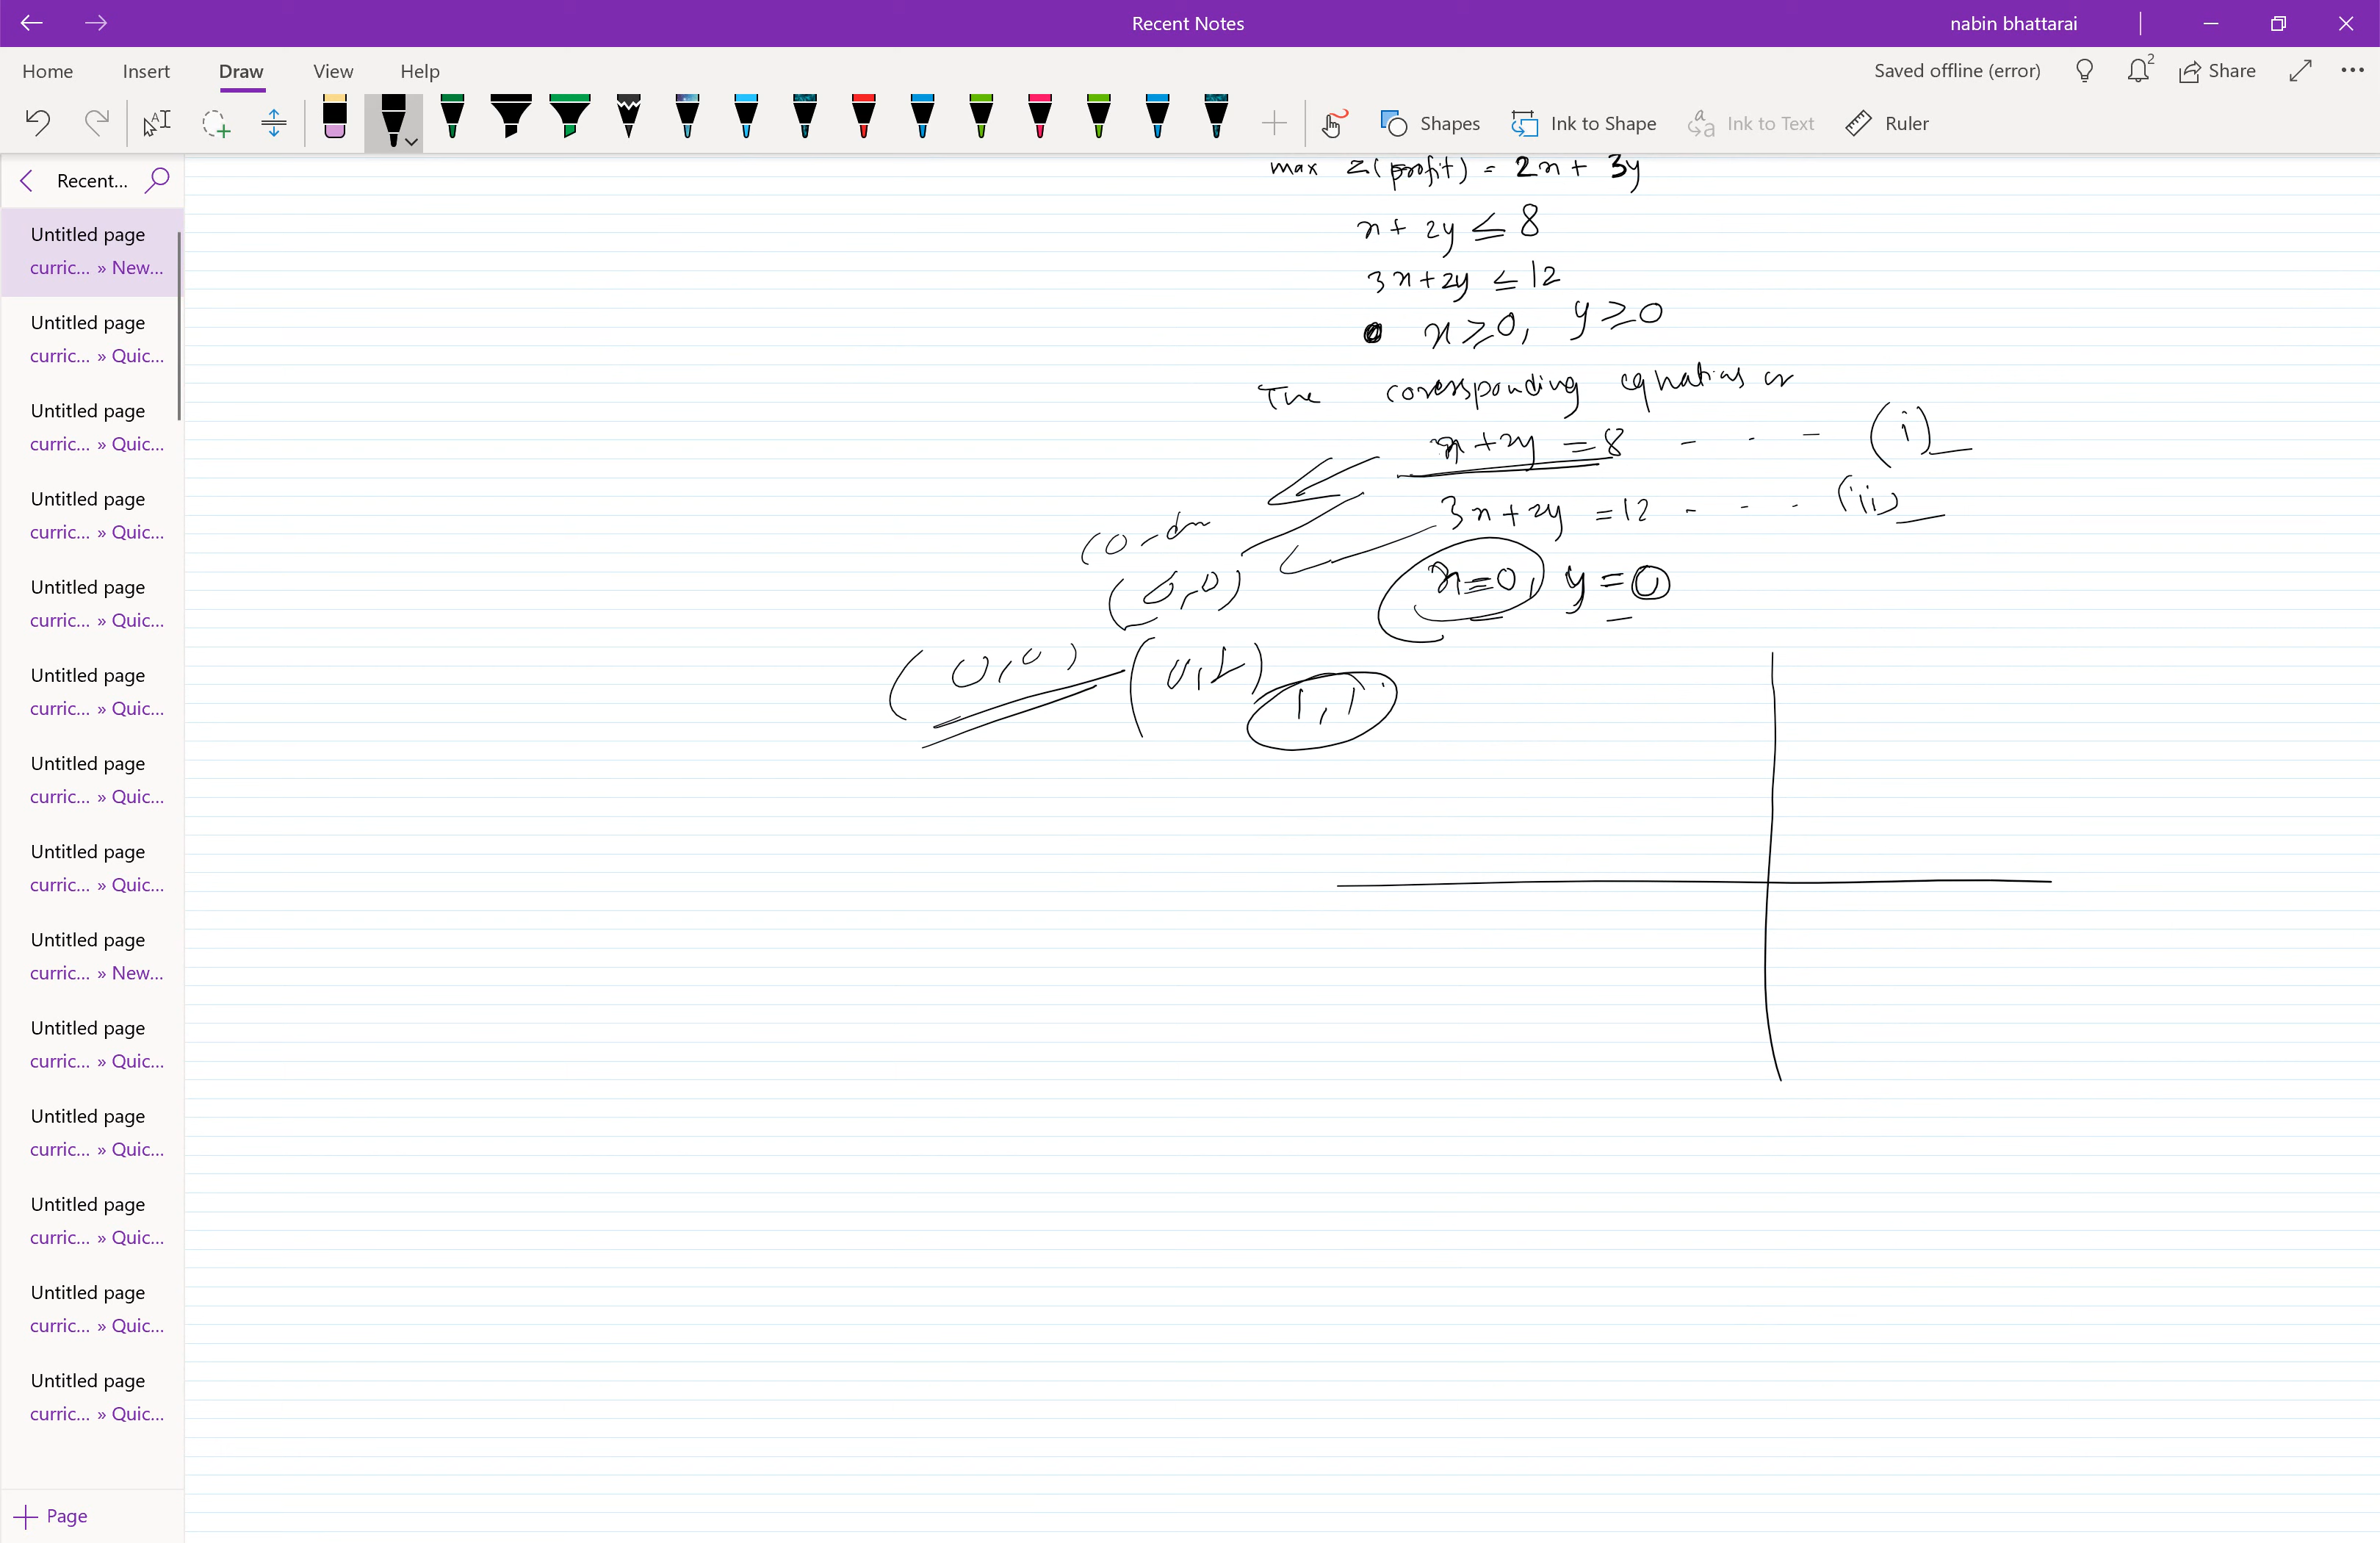 Recent Notes
nabin bhattarai
Home Insert Draw View Help
Saved offline (error) 2 Share
Shapes Ink to Shape Ink to Text Ruler
Recent...
Untitled page
curric... » New...
Untitled page
curric... » Quic...
Untitled page
curric... » Quic...
Untitled page
curric... » Quic...
Untitled page
curric... » Quic...
Untitled page
curric... » Quic...
Untitled page
curric... » Quic...
Untitled page
curric... » Quic...
Untitled page
curric... » New...
Untitled page
curric... » Quic...
Untitled page
curric... » Quic...
Untitled page
curric... » Quic...
Untitled page
curric... » Quic...
Untitled page
curric... » Quic...
Page
max Z(profit) = 2x + 3y
x + 2y ≤ 8
3x + 2y ≤ 12
x ≥ 0, y ≥ 0
The corresponding equations
x + 2y = 8 - - - (i)
3x + 2y = 12 - - - (ii)
x = 0, y = 0
(0,0)
(0,0)
1,1